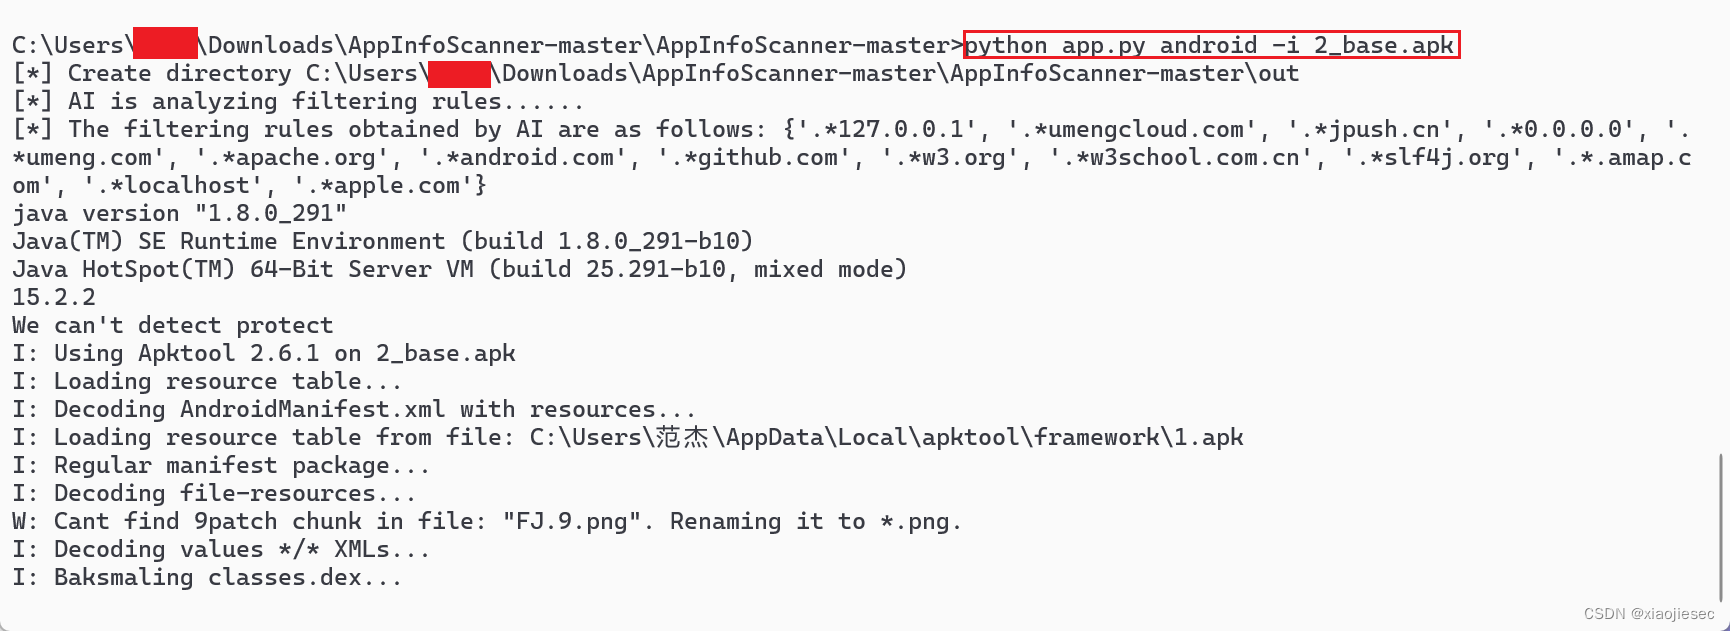 C:\Users\ \Downloads\AppInfoScanner-master\AppInfoScanner-master>python app.py android -i 2_base.apk
[*] Create directory C:\Users\ \Downloads\AppInfoScanner-master\AppInfoScanner-master\out
[*] AI is analyzing filtering rules......
[*] The filtering rules obtained by AI are as follows: {'.*127.0.0.1', '.*umengcloud.com', '.*jpush.cn', '.*0.0.0.0', '.
*umeng.com', '.*apache.org', '.*android.com', '.*github.com', '.*w3.org', '.*w3school.com.cn', '.*slf4j.org', '.*.amap.c
om', '.*localhost', '.*apple.com'}
java version "1.8.0_291"
Java(TM) SE Runtime Environment (build 1.8.0_291-b10)
Java HotSpot(TM) 64-Bit Server VM (build 25.291-b10, mixed mode)
15.2.2
We can't detect protect
I: Using Apktool 2.6.1 on 2_base.apk
I: Loading resource table...
I: Decoding AndroidManifest.xml with resources...
I: Loading resource table from file: C:\Users\范杰\AppData\Local\apktool\framework\1.apk
I: Regular manifest package...
I: Decoding file-resources...
W: Cant find 9patch chunk in file: "FJ.9.png". Renaming it to *.png.
I: Decoding values */* XMLs...
I: Baksmaling classes.dex...
CSDN @xiaojiesec